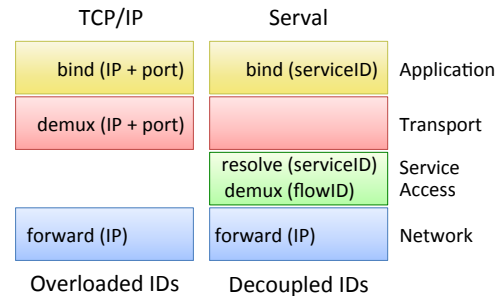 TCP/IP Serval
bind (IP + port) bind (serviceID) Application
demux (IP + port) Transport
resolve (serviceID) Service
demux (flowID) Access
forward (IP) forward (IP) Network
Overloaded IDs Decoupled IDs